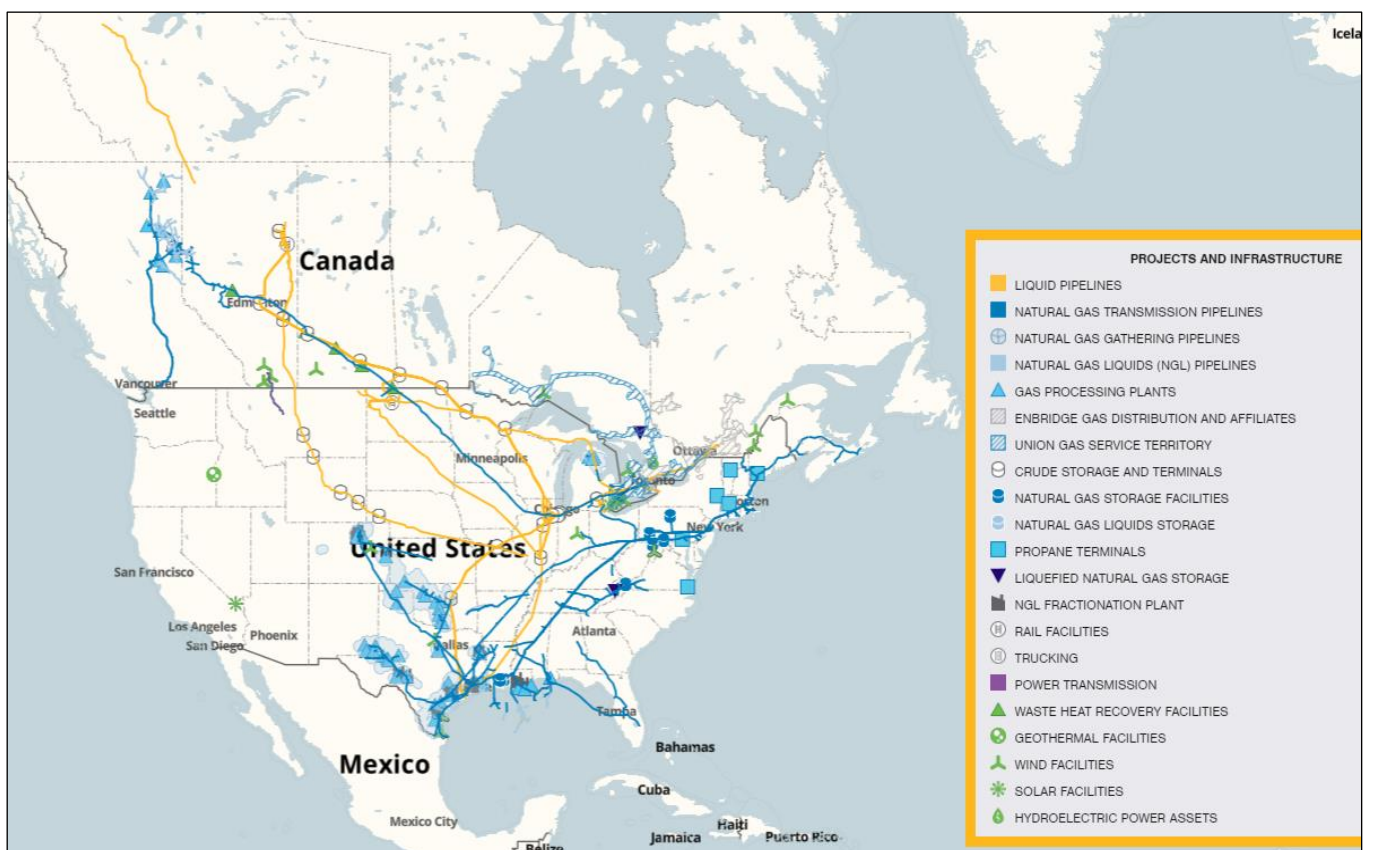 Icela
Canada
Edmonton
Vancouver
Seattle
Minneapolis
Ottawa
Toronto
Chicago
New York
United States
San Francisco
Los Angeles
San Diego
Phoenix
Dallas
Atlanta
Tampa
Mexico
Bahamas
Cuba
Mexico City
Haiti
Jamaica
Puerto Rico
Belize
PROJECTS AND INFRASTRUCTURE
LIQUID PIPELINES
NATURAL GAS TRANSMISSION PIPELINES
NATURAL GAS GATHERING PIPELINES
NATURAL GAS LIQUIDS (NGL) PIPELINES
GAS PROCESSING PLANTS
ENBRIDGE GAS DISTRIBUTION AND AFFILIATES
UNION GAS SERVICE TERRITORY
CRUDE STORAGE AND TERMINALS
NATURAL GAS STORAGE FACILITIES
NATURAL GAS LIQUIDS STORAGE
PROPANE TERMINALS
LIQUEFIED NATURAL GAS STORAGE
NGL FRACTIONATION PLANT
RAIL FACILITIES
TRUCKING
POWER TRANSMISSION
WASTE HEAT RECOVERY FACILITIES
GEOTHERMAL FACILITIES
WIND FACILITIES
SOLAR FACILITIES
HYDROELECTRIC POWER ASSETS